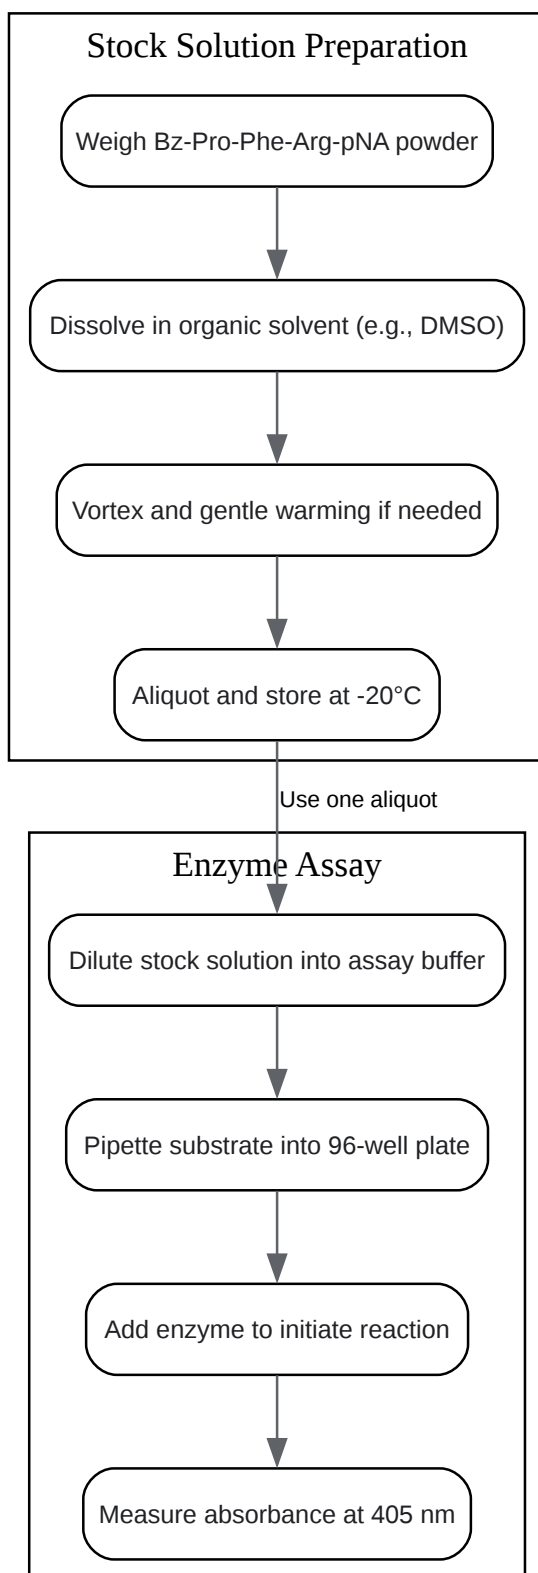 Stock Solution Preparation
Weigh Bz-Pro-Phe-Arg-pNA powder
Dissolve in organic solvent (e.g., DMSO)
Vortex and gentle warming if needed
Aliquot and store at -20°C
Use one aliquot
Enzyme Assay
Dilute stock solution into assay buffer
Pipette substrate into 96-well plate
Add enzyme to initiate reaction
Measure absorbance at 405 nm